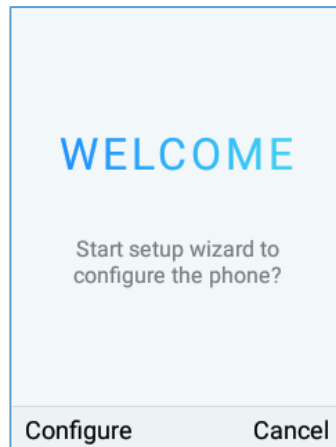 WELCOME
Start setup wizard to
configure the phone?
Configure Cancel